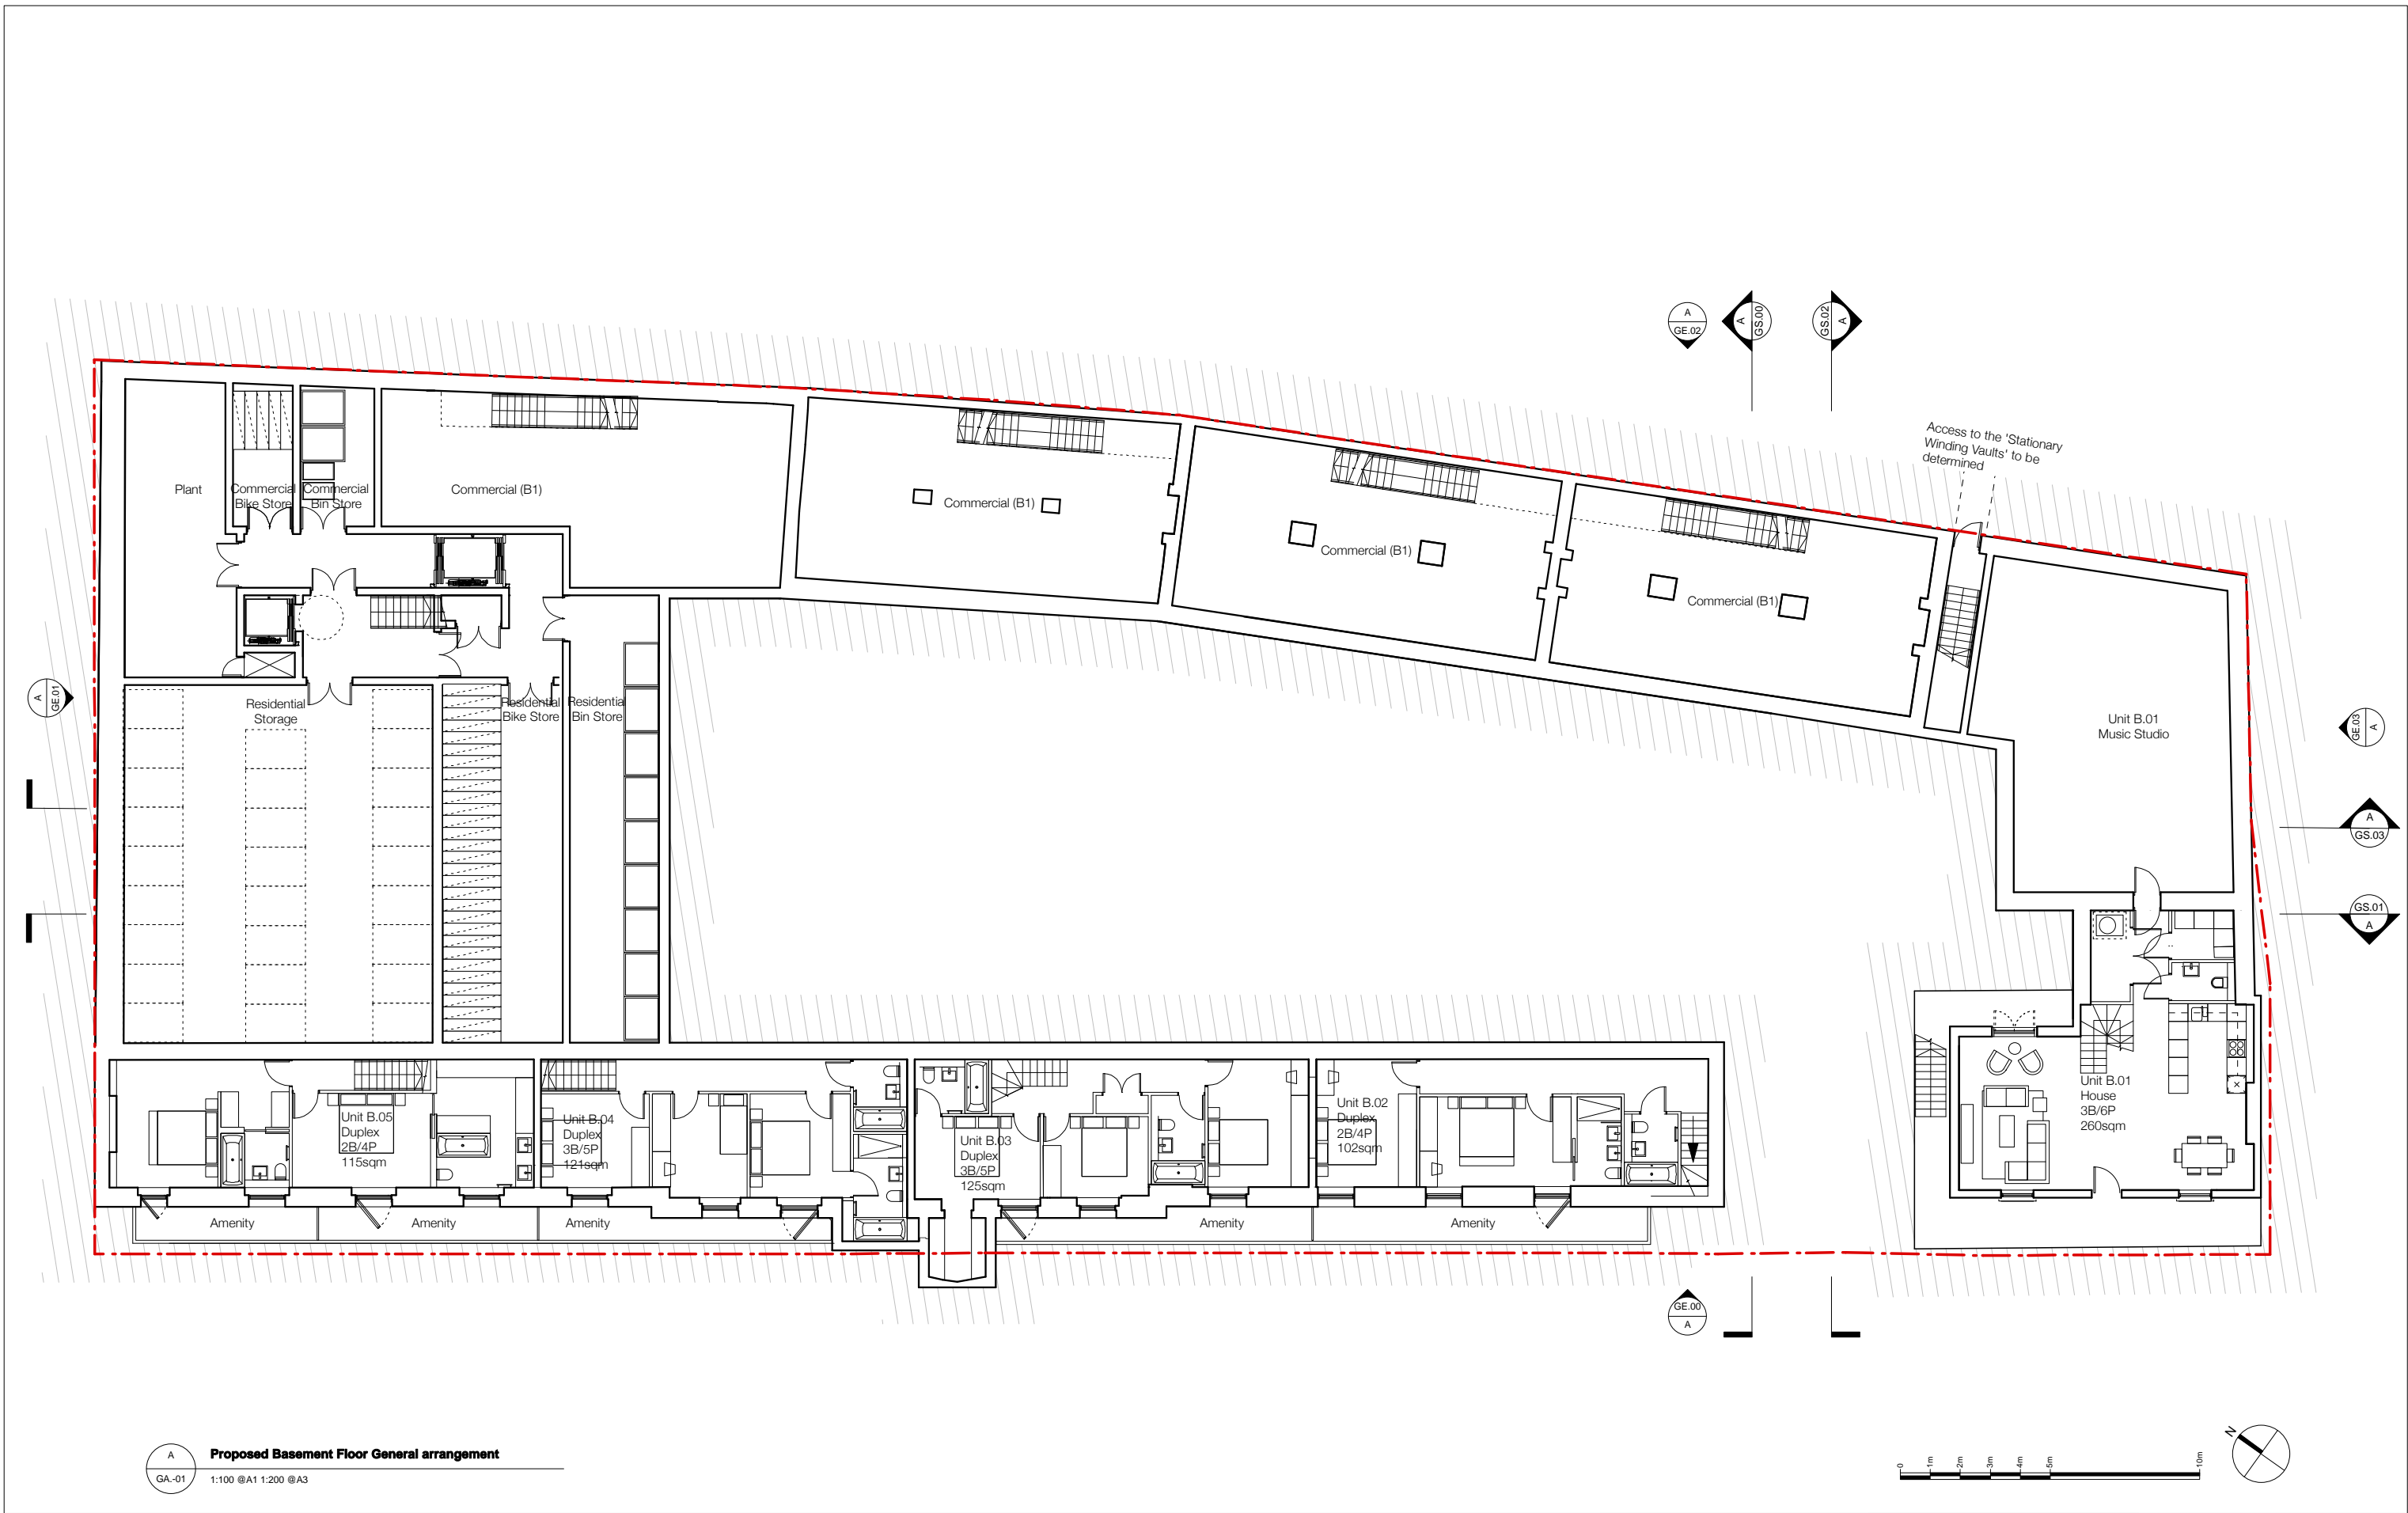 A
GE.02
A
GS.00
GS.02
A
Access to the 'Stationary
Winding Vaults' to be
determined
Plant
Commercial
Bike Store
Commercial
Bin Store
Commercial (B1)
Commercial (B1)
Commercial (B1)
Commercial (B1)
A
GE.01
Residential
Storage
Residential
Bike Store
Residential
Bin Store
Unit B.01
Music Studio
GE.03
A
A
GS.03
GS.01
A
Unit B.05
Duplex
2B/4P
115sqm
Unit B.04
Duplex
3B/5P
121sqm
Unit B.03
Duplex
3B/5P
125sqm
Unit B.02
Duplex
2B/4P
102sqm
Unit B.01
House
3B/6P
260sqm
Amenity
Amenity
Amenity
Amenity
Amenity
GE.00
A
A
GA.-01
Proposed Basement Floor General arrangement
1:100 @A1 1:200 @A3
0
1m
2m
3m
4m
5m
10m
N